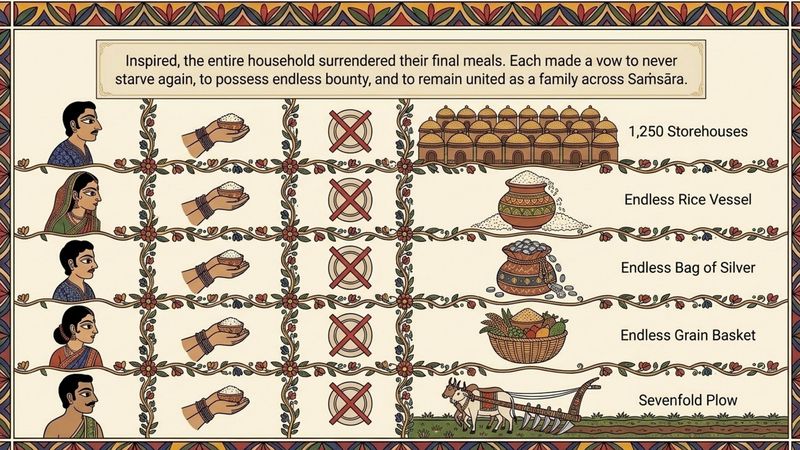 Inspired, the entire household surrendered their final meals. Each made a vow to never
starve again, to possess endless bounty, and to remain united as a family across Saṁsāra.
1,250 Storehouses
Endless Rice Vessel
Endless Bag of Silver
Endless Grain Basket
Sevenfold Plow